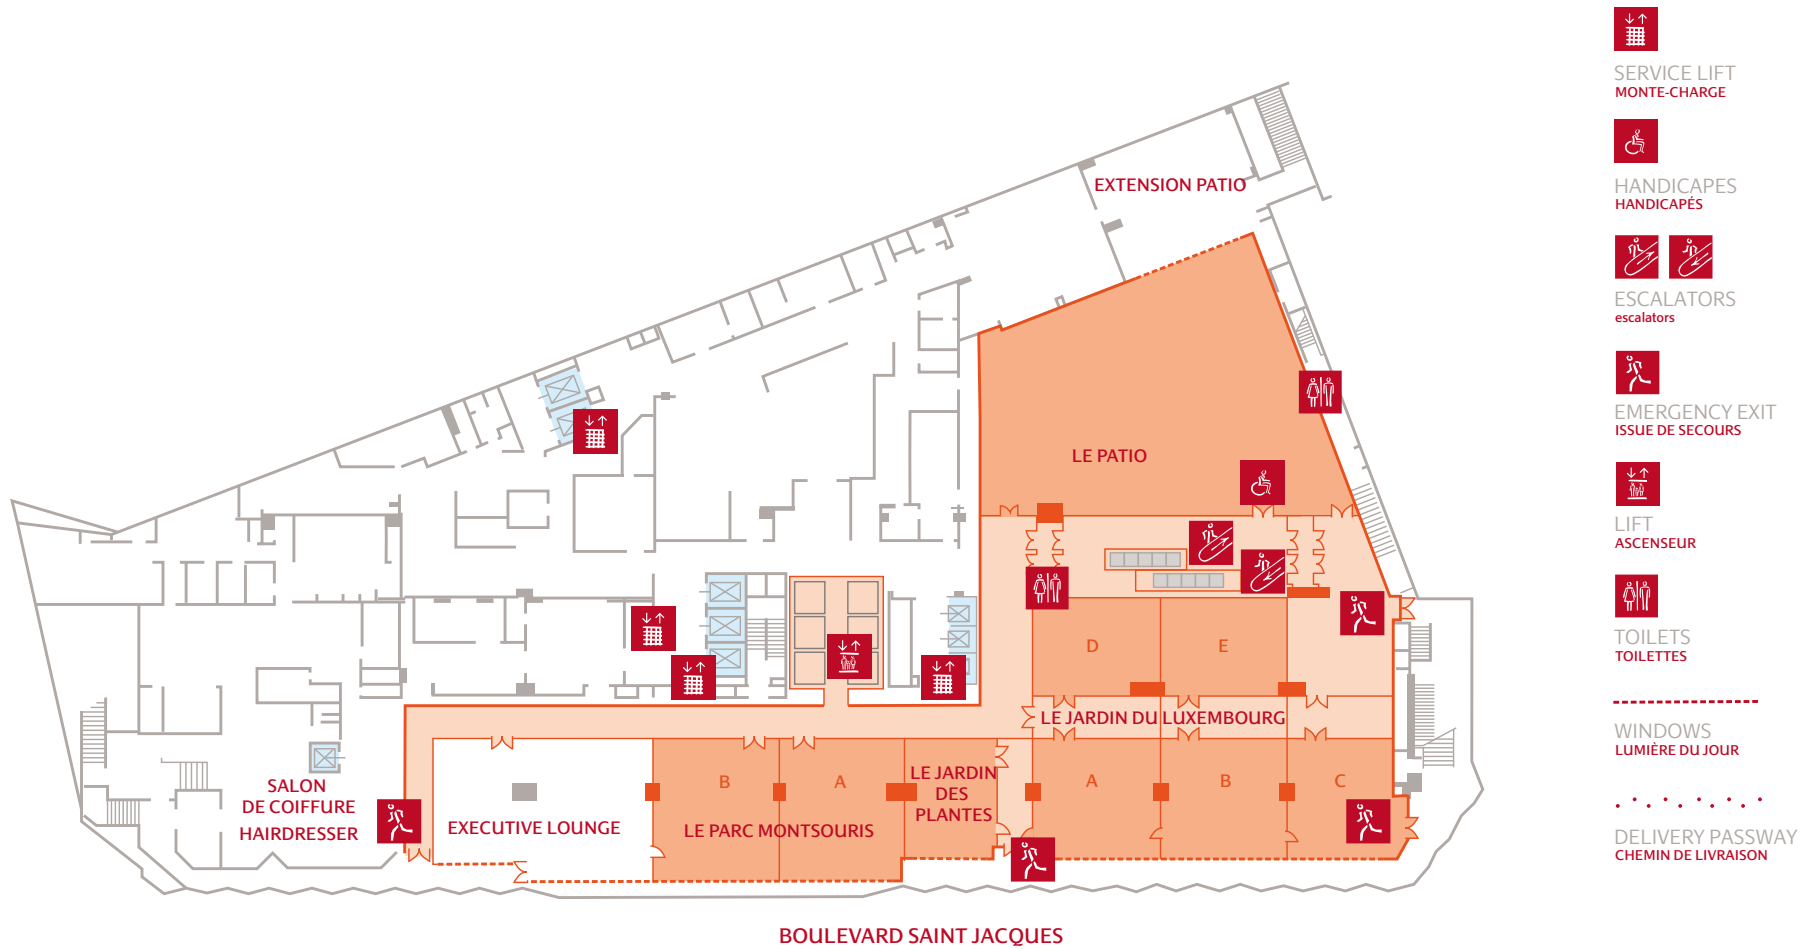 SERVICE LIFT
MONTE-CHARGE
HANDICAPES
HANDICAPÉS
ESCALATORS
escalators
EMERGENCY EXIT
ISSUE DE SECOURS
LIFT
ASCENSEUR
TOILETS
TOILETTES
WINDOWS
LUMIÈRE DU JOUR
DELIVERY PASSWAY
CHEMIN DE LIVRAISON
EXTENSION PATIO
LE PATIO
D
E
LE JARDIN DU LUXEMBOURG
A
B
C
LE JARDIN
DES
PLANTES
B
A
LE PARC MONTSOURIS
EXECUTIVE LOUNGE
SALON
DE COIFFURE
HAIRDRESSER
BOULEVARD SAINT JACQUES